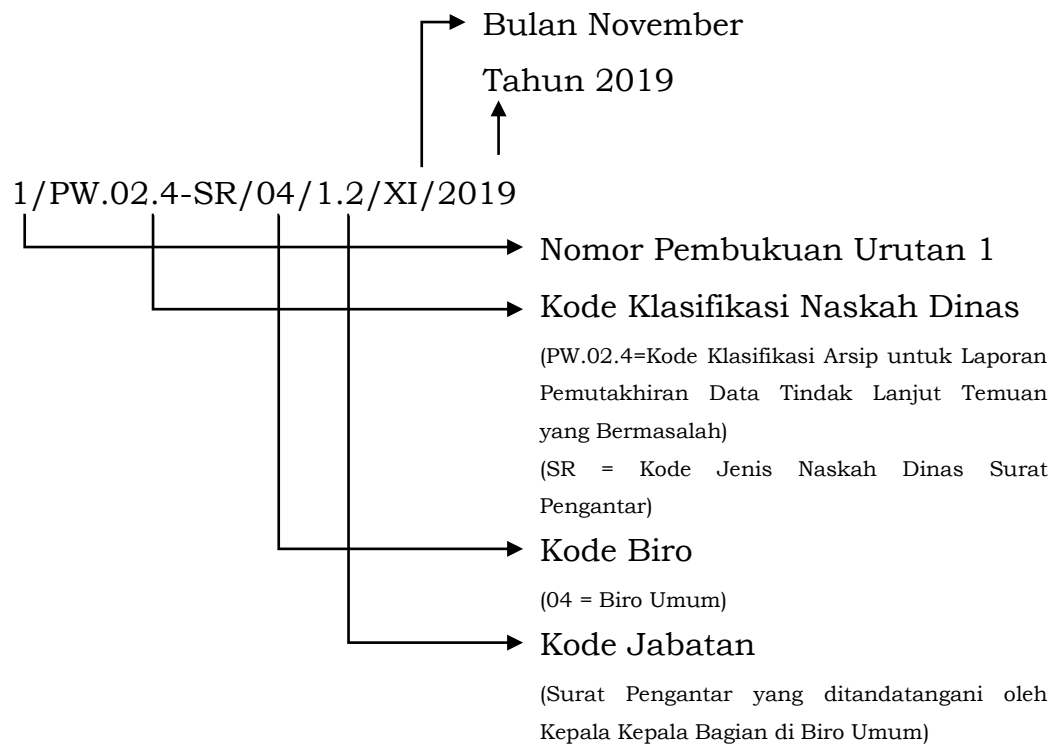 Bulan November
Tahun 2019
1/PW.02.4-SR/04/1.2/XI/2019
Nomor Pembukuan Urutan 1
Kode Klasifikasi Naskah Dinas
(PW.02.4=Kode Klasifikasi Arsip untuk Laporan
Pemutakhiran Data Tindak Lanjut Temuan
yang Bermasalah)
(SR = Kode Jenis Naskah Dinas Surat
Pengantar)
Kode Biro
(04 = Biro Umum)
Kode Jabatan
(Surat Pengantar yang ditandatangani oleh
Kepala Kepala Bagian di Biro Umum)